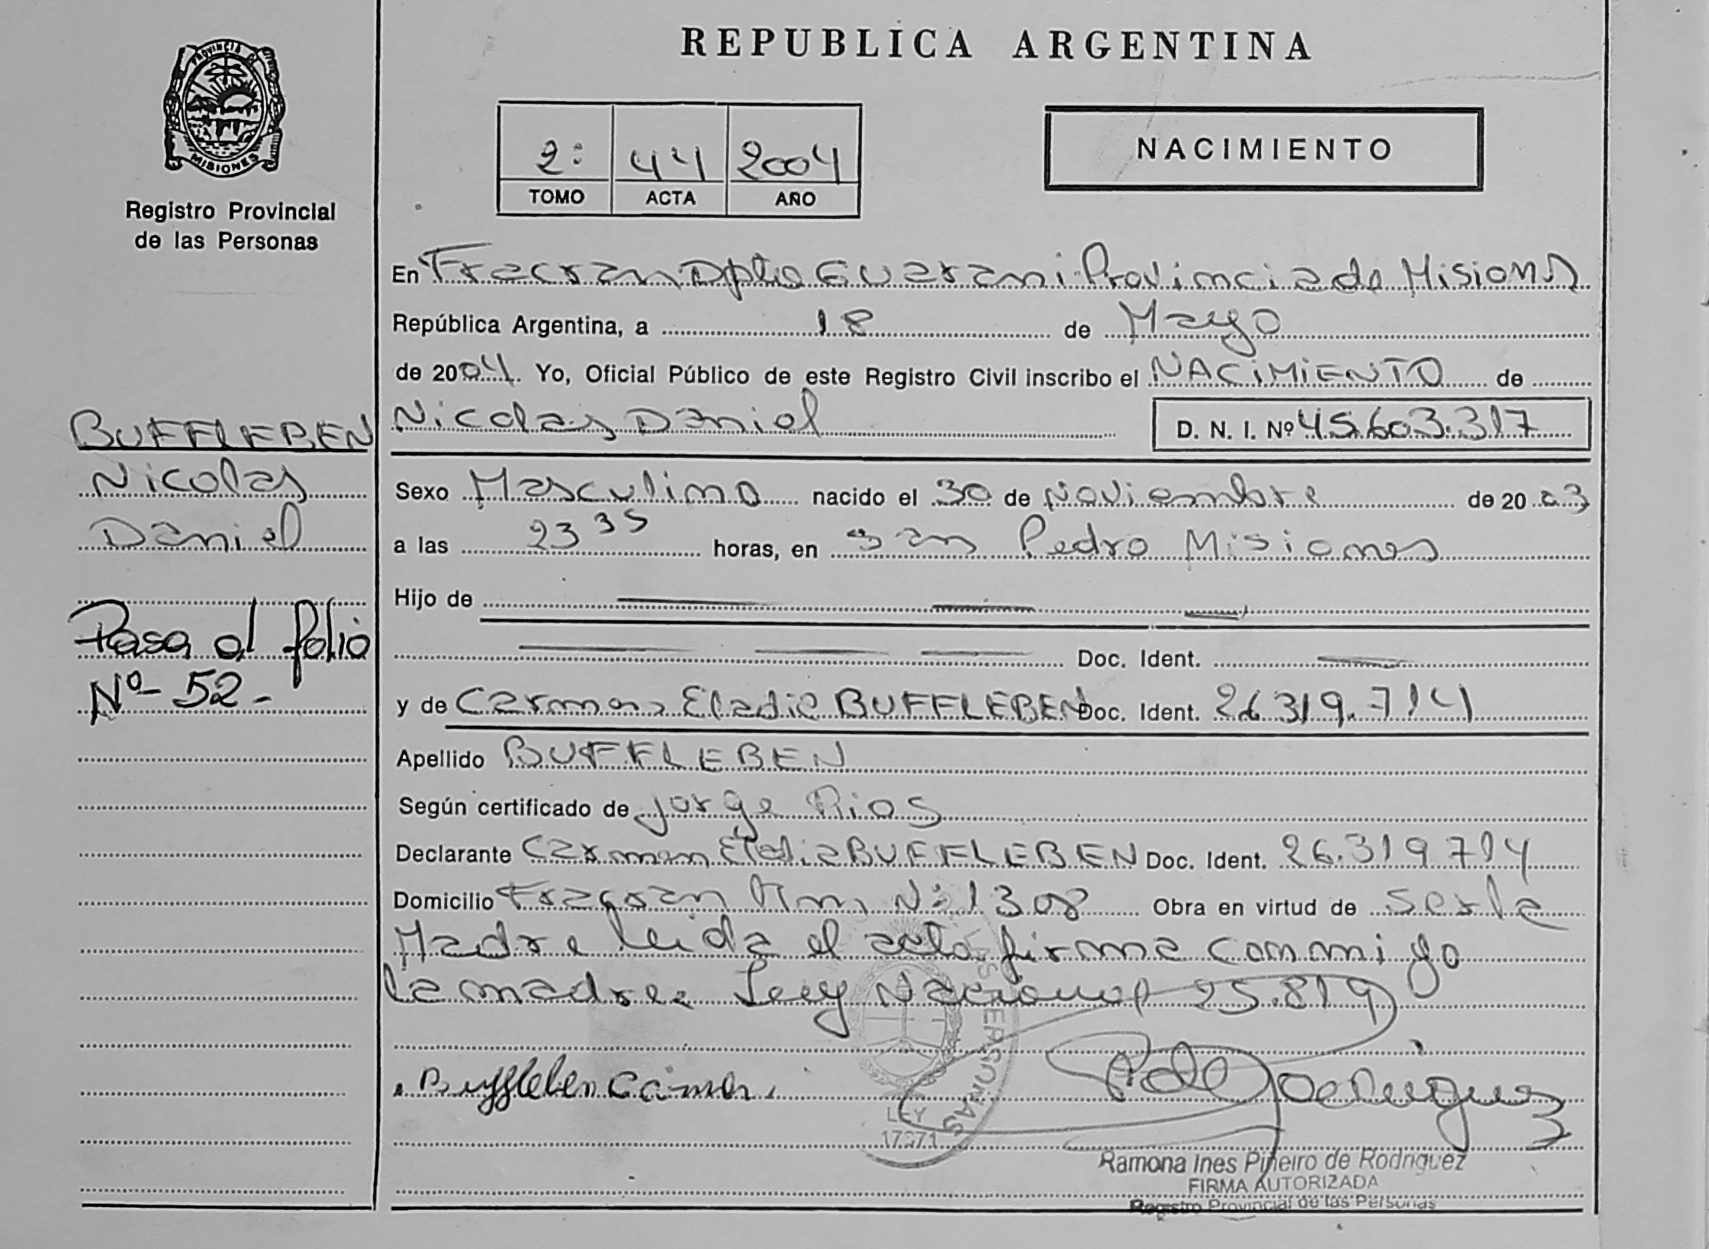 REPUBLICA ARGENTINA
PROVINCIA DE
MISIONES
Registro Provincial
de las Personas
2: 44 2004
TOMO ACTA AÑO
NACIMIENTO
En Fracran Dpto Guarani Provincia de Misiones
República Argentina, a 18 de Mayo
de 2004. Yo, Oficial Público de este Registro Civil inscribo el NACIMIENTO de
Nicolas Daniel D. N. I. Nº 45.603.317
BUFFLEBEN
Nicolas
Daniel
Pasa al folio
Nº 52.-
Sexo Masculino nacido el 30 de Noviembre de 2003
a las 23 35 horas, en San Pedro Misiones
Hijo de
Doc. Ident.
y de Carmen Eladia BUFFLEBEN Doc. Ident. 26.319.714
Apellido BUFFLEBEN
Según certificado de Jorge Rios
Declarante Carmen Eladia BUFFLEBEN Doc. Ident. 26.319714
Domicilio Fracran Nº 1308 Obra en virtud de ser la
Madre leida el acta firma conmigo
la madre. Ley Nacional 25.819
Buffleben Carmen
LEY
17671
PERSONAS
Ramona Ines Piñeiro de Rodriguez
FIRMA AUTORIZADA
Registro Provincial de las Personas